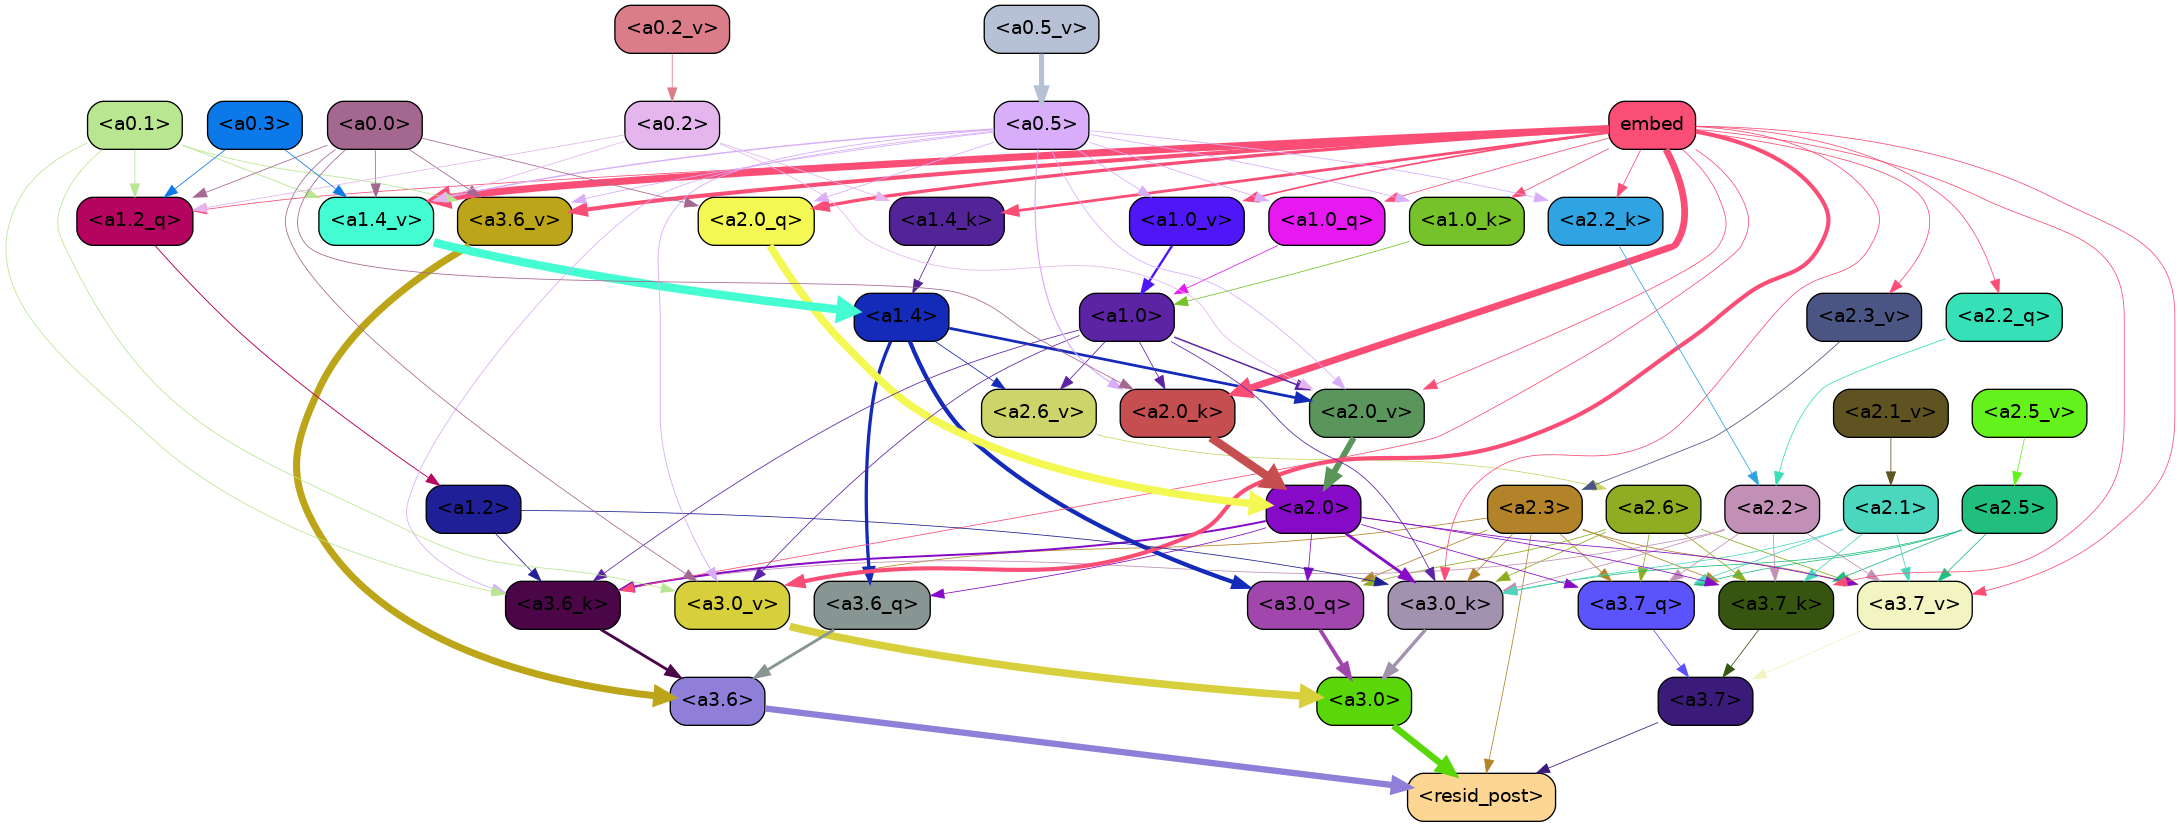 <a0.2_v> <a0.5_v>
<a0.1> <a0.3> <a0.0> <a0.2> <a0.5> embed
<a1.2_q> <a1.4_v> <a3.6_v> <a2.0_q> <a1.4_k> <a1.0_v> <a1.0_q> <a1.0_k> <a2.2_k>
<a1.4> <a1.0> <a2.3_v> <a2.2_q>
<a2.6_v> <a2.0_k> <a2.0_v> <a2.1_v> <a2.5_v>
<a1.2> <a2.0> <a2.3> <a2.6> <a2.2> <a2.1> <a2.5>
<a3.6_k> <a3.0_v> <a3.6_q> <a3.0_q> <a3.0_k> <a3.7_q> <a3.7_k> <a3.7_v>
<a3.6> <a3.0> <a3.7>
<resid_post>